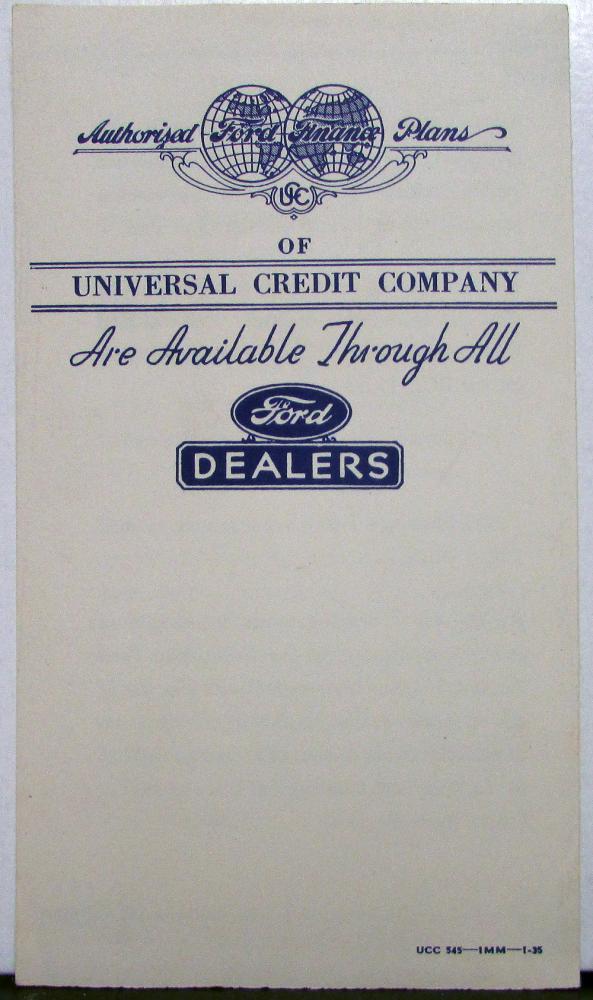 Authorized Ford Finance Plans
UCC
OF
UNIVERSAL CREDIT COMPANY
Are Available Through All
Ford
DEALERS
UCC 545—1MM—1-35